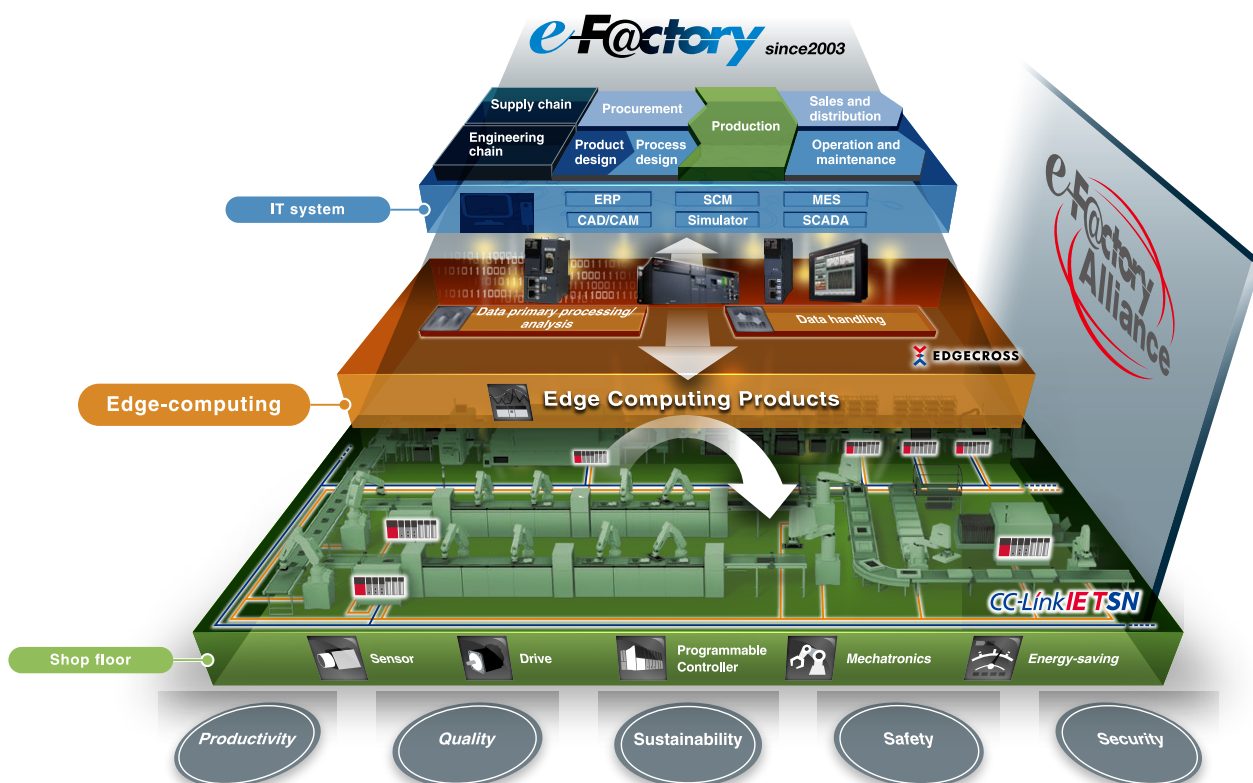 e-F@ctory since2003
Supply chain
Procurement
Production
Sales and
distribution
Engineering
chain
Product
design
Process
design
Operation and
maintenance
IT system
ERP
SCM
MES
CAD/CAM
Simulator
SCADA
e-F@ctory
Alliance
Data primary processing/
analysis
Data handling
EDGECROSS
Edge-computing
Edge Computing Products
CC-Link IE TSN
Shop floor
Sensor
Drive
Programmable
Controller
Mechatronics
Energy-saving
Productivity
Quality
Sustainability
Safety
Security